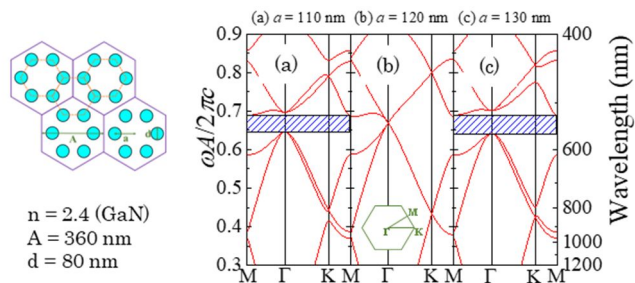 (a) a = 110 nm (b) a = 120 nm (c) a = 130 nm
(a)
(b)
(c)
A
a
d
n = 2.4 (GaN)
A = 360 nm
d = 80 nm
ωA/2πc
0.9
0.8
0.7
0.6
0.5
0.4
0.3
M Γ K M Γ K M Γ K M
M
Γ
K
400
560
800
1000
1200
Wavelength (nm)